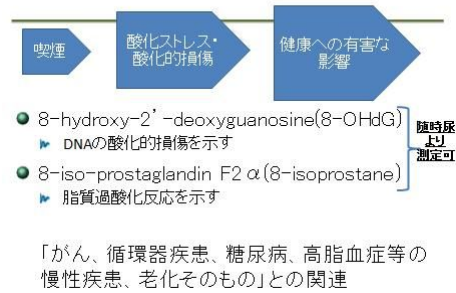 喫煙
酸化ストレス・
酸化的損傷
健康への有害な
影響
8-hydroxy-2'-deoxyguanosine(8-OHdG)
DNAの酸化的損傷を示す
8-iso-prostaglandin F2α(8-isoprostane)
脂質過酸化反応を示す
随時尿
より
測定可
「がん、循環器疾患、糖尿病、高脂血症等の
慢性疾患、老化そのもの」との関連